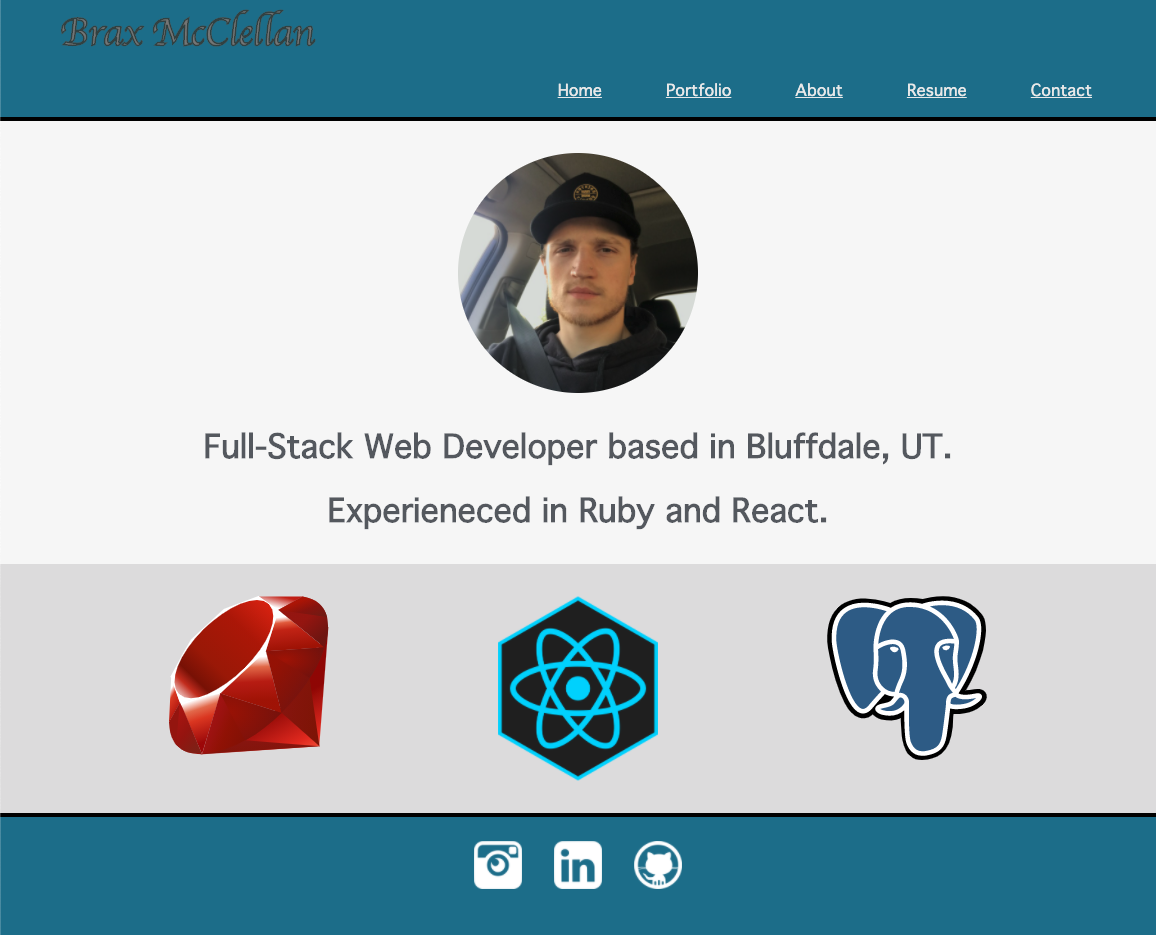 Brax McClellan
Home Portfolio About Resume Contact
Full-Stack Web Developer based in Bluffdale, UT.
Experieneced in Ruby and React.
in